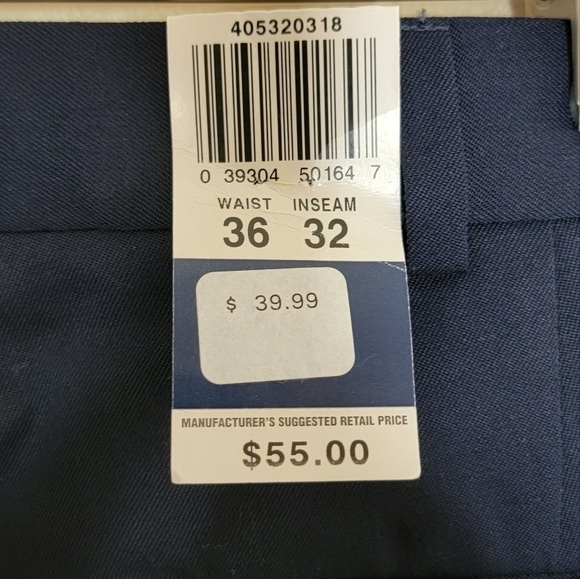 405320318
0 39304 50164 7
WAIST INSEAM
36 32
$ 39.99
MANUFACTURER'S SUGGESTED RETAIL PRICE
$55.00